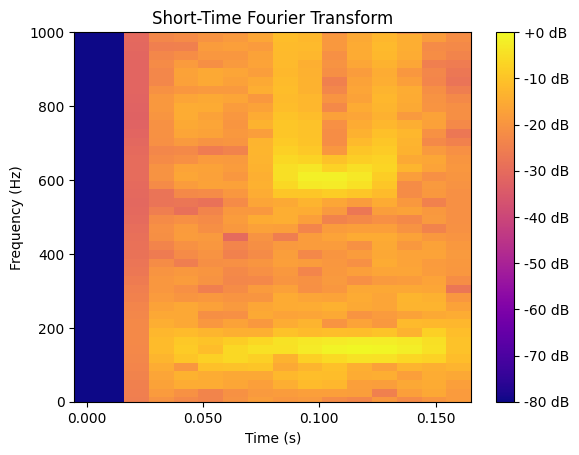 Short-Time Fourier Transform
Frequency (Hz)
1000
800
600
400
200
0
0.000
0.050
0.100
0.150
Time (s)
+0 dB
-10 dB
-20 dB
-30 dB
-40 dB
-50 dB
-60 dB
-70 dB
-80 dB